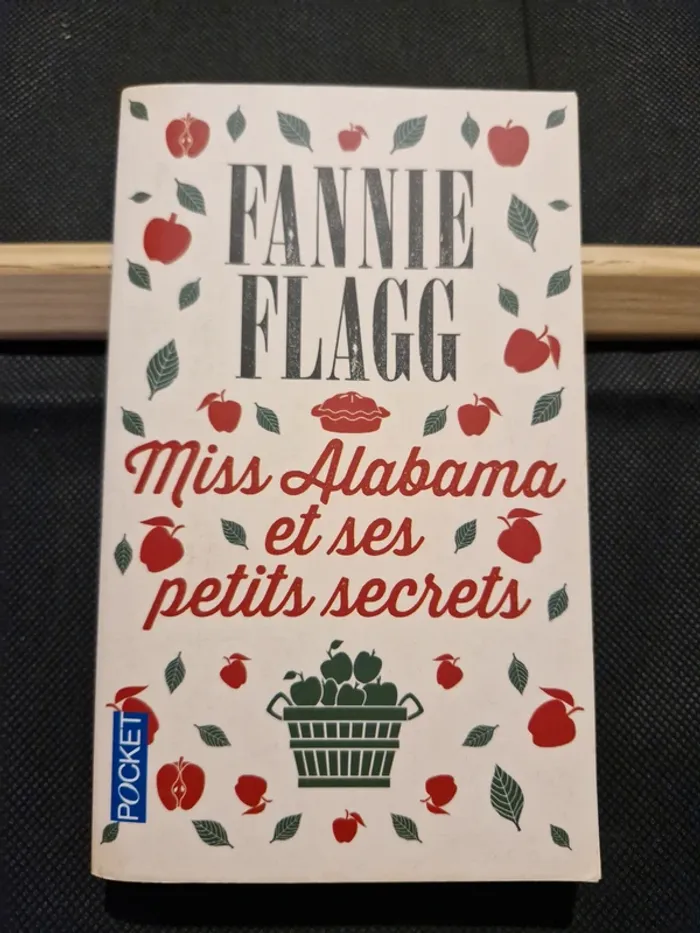 FANNIE
FLAGG
Miss Alabama
et ses
petits secrets
POCKET